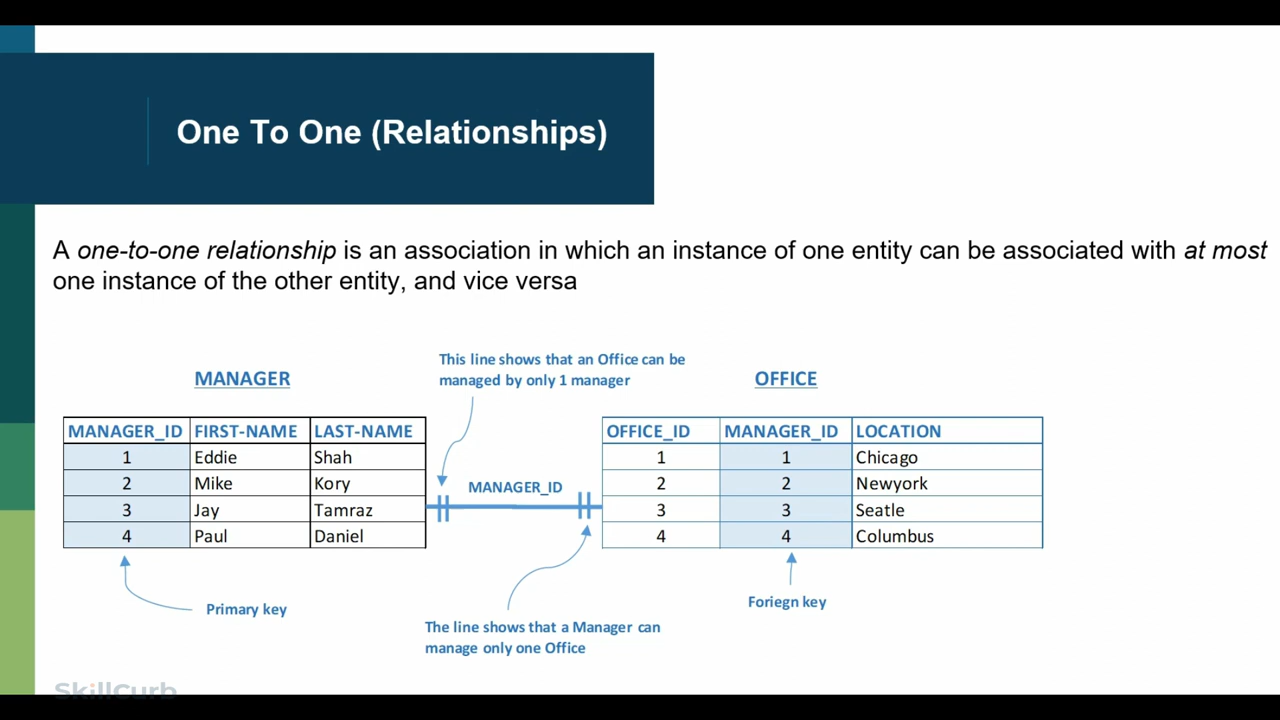 One To One (Relationships)
A one-to-one relationship is an association in which an instance of one entity can be associated with at most
one instance of the other entity, and vice versa
This line shows that an Office can be
managed by only 1 manager
MANAGER
OFFICE
MANAGER_ID FIRST-NAME LAST-NAME
1 Eddie Shah
2 Mike Kory
3 Jay Tamraz
4 Paul Daniel
MANAGER_ID
OFFICE_ID MANAGER_ID LOCATION
1 1 Chicago
2 2 Newyork
3 3 Seatle
4 4 Columbus
Primary key
Foriegn key
The line shows that a Manager can
manage only one Office
SkillCurb